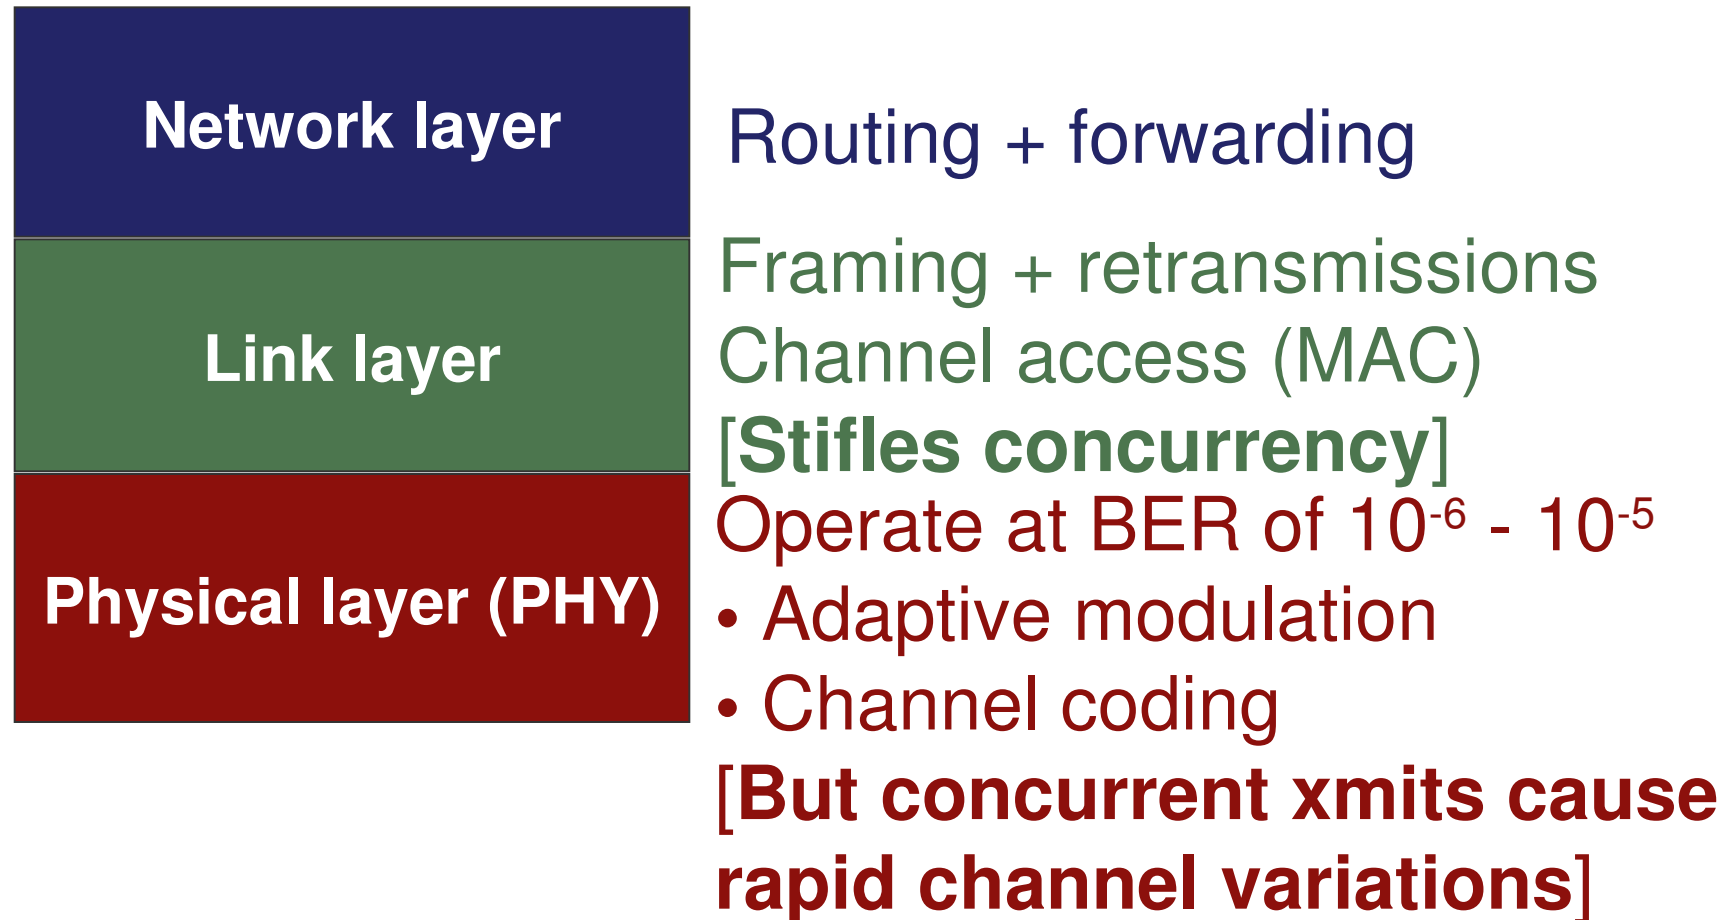 Network layer
Routing + forwarding
Link layer
Framing + retransmissions
Channel access (MAC)
[Stifles concurrency]
Physical layer (PHY)
Operate at BER of 10⁻⁶ - 10⁻⁵
• Adaptive modulation
• Channel coding
[But concurrent xmits cause
rapid channel variations]